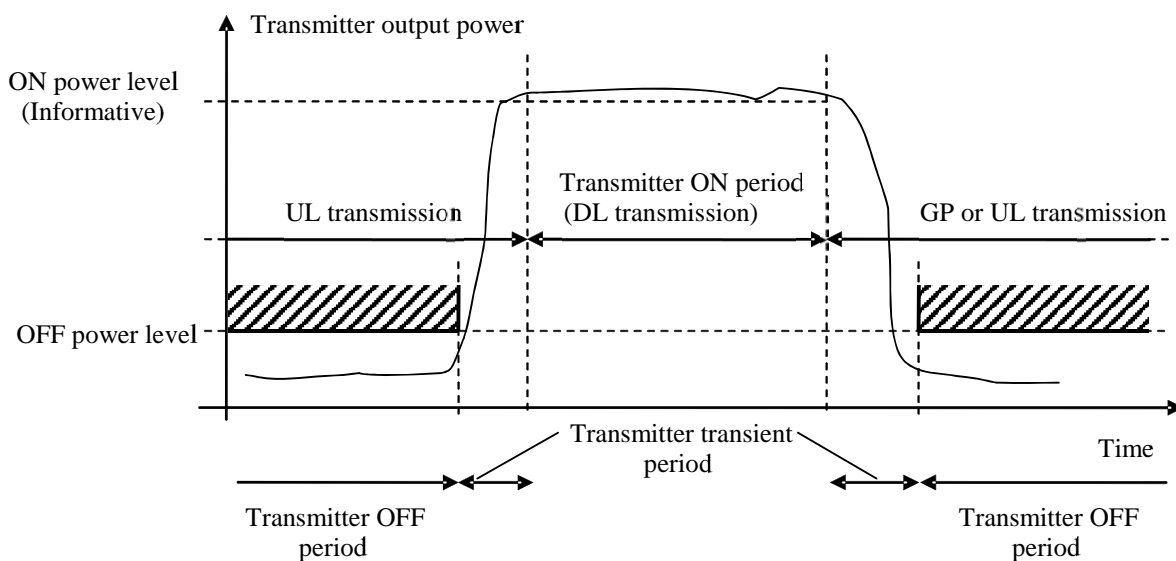 Transmitter output power
ON power level
(Informative)
Transmitter ON period
(DL transmission)
UL transmission
GP or UL transmission
OFF power level
Transmitter transient
period
Time
Transmitter OFF
period
Transmitter OFF
period